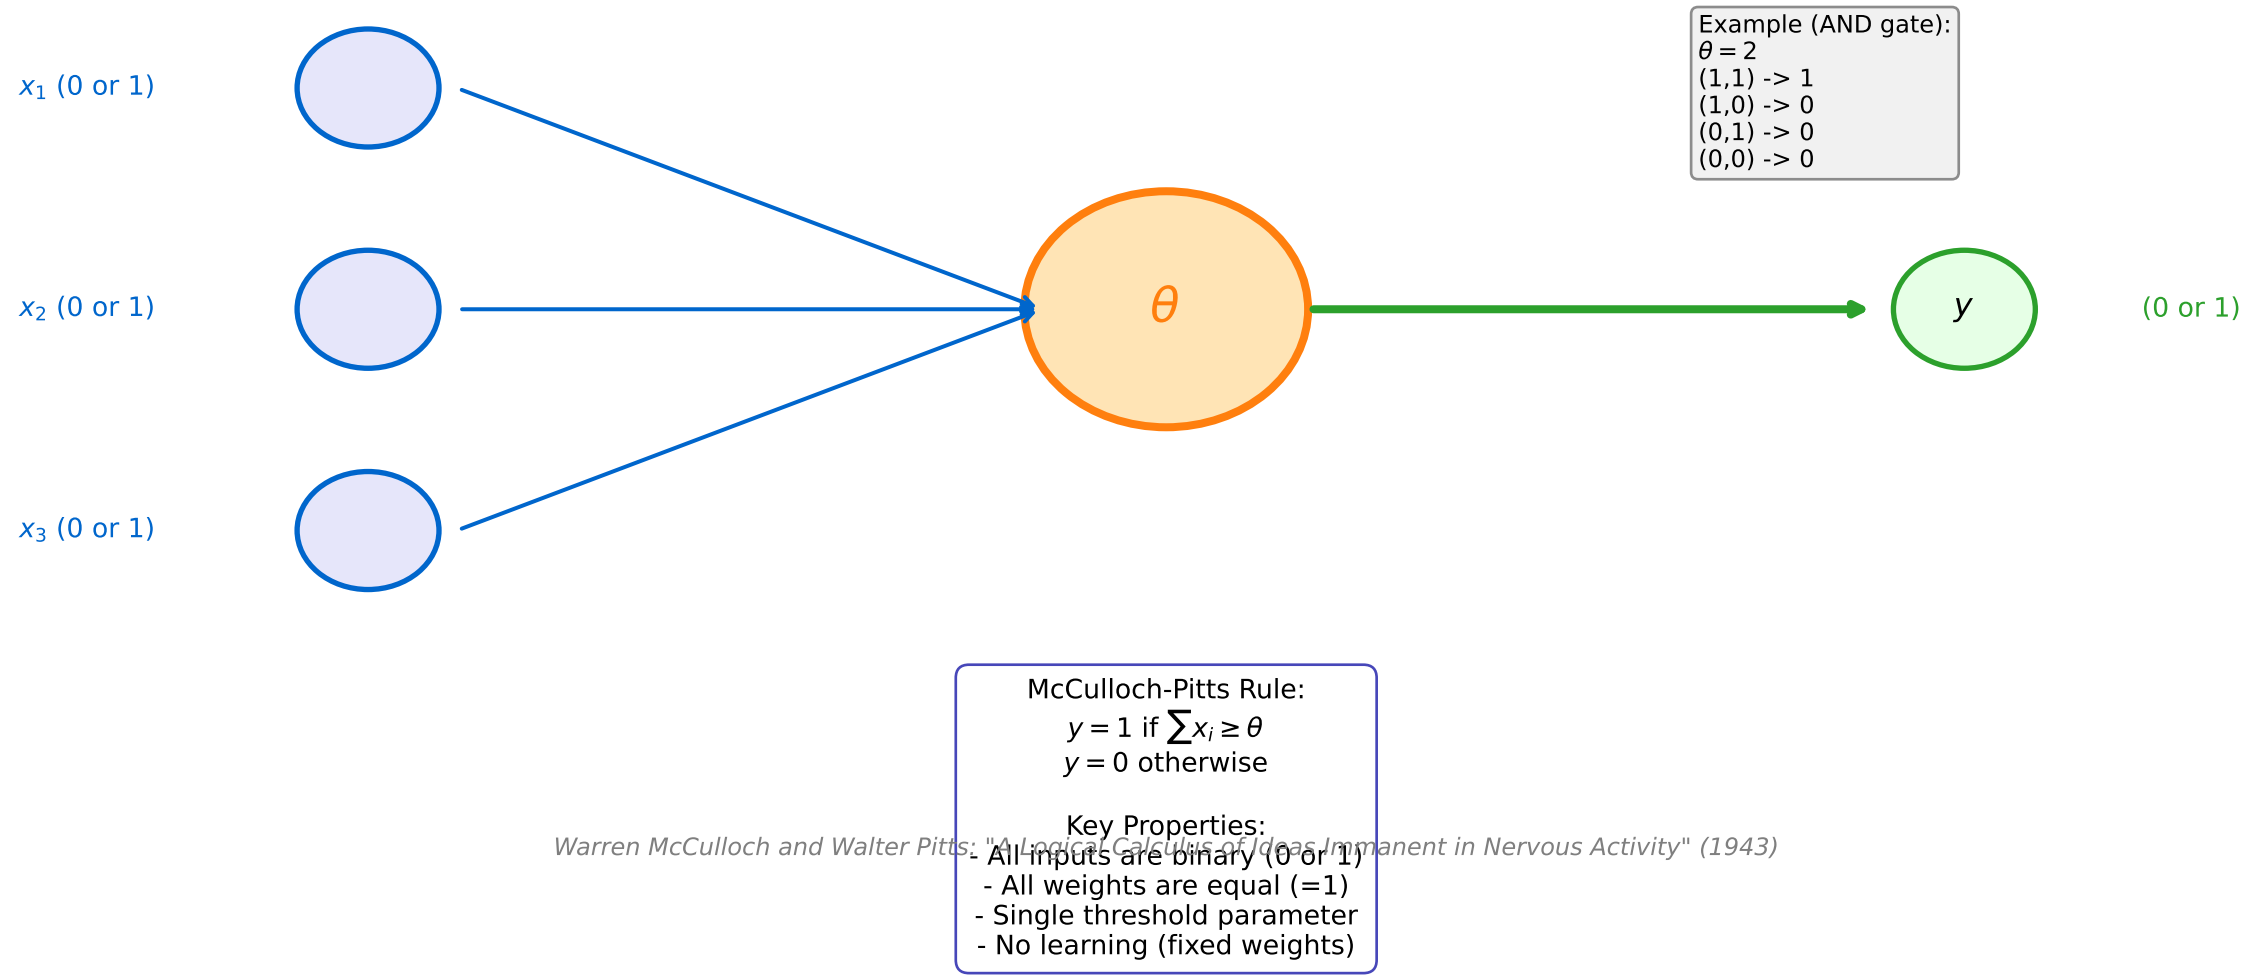 Example (AND gate):
θ = 2
(1,1) -> 1
(1,0) -> 0
(0,1) -> 0
(0,0) -> 0
x₁ (0 or 1)
x₂ (0 or 1)
θ
y
(0 or 1)
x₃ (0 or 1)
McCulloch-Pitts Rule:
y = 1 if ∑xᵢ ≥ θ
y = 0 otherwise
Key Properties:
Warren McCulloch and Walter Pitts: "A Logical Calculus of Ideas Immanent in Nervous Activity" (1943)
- All inputs are binary (0 or 1)
- All weights are equal (=1)
- Single threshold parameter
- No learning (fixed weights)